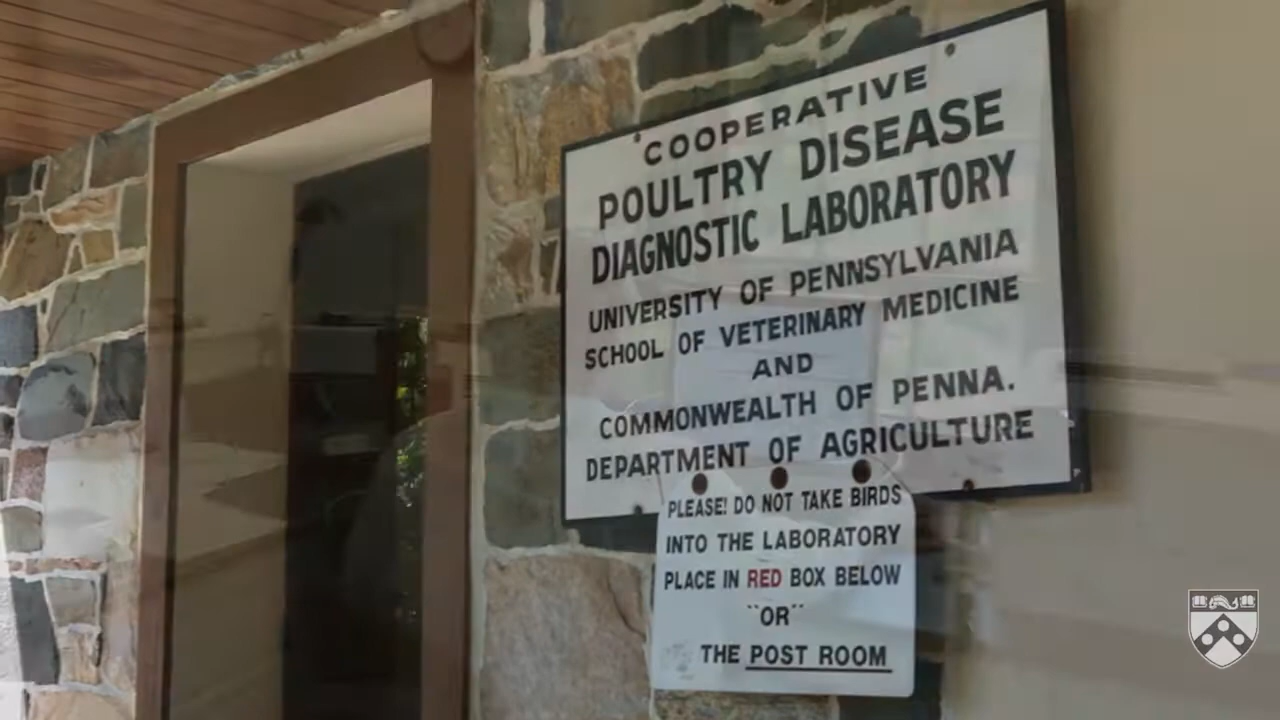 COOPERATIVE
POULTRY DISEASE
DIAGNOSTIC LABORATORY
UNIVERSITY OF PENNSYLVANIA
SCHOOL OF VETERINARY MEDICINE
AND
COMMONWEALTH OF PENNA.
DEPARTMENT OF AGRICULTURE
PLEASE! DO NOT TAKE BIRDS
INTO THE LABORATORY
PLACE IN RED BOX BELOW
"OR"
THE POST ROOM